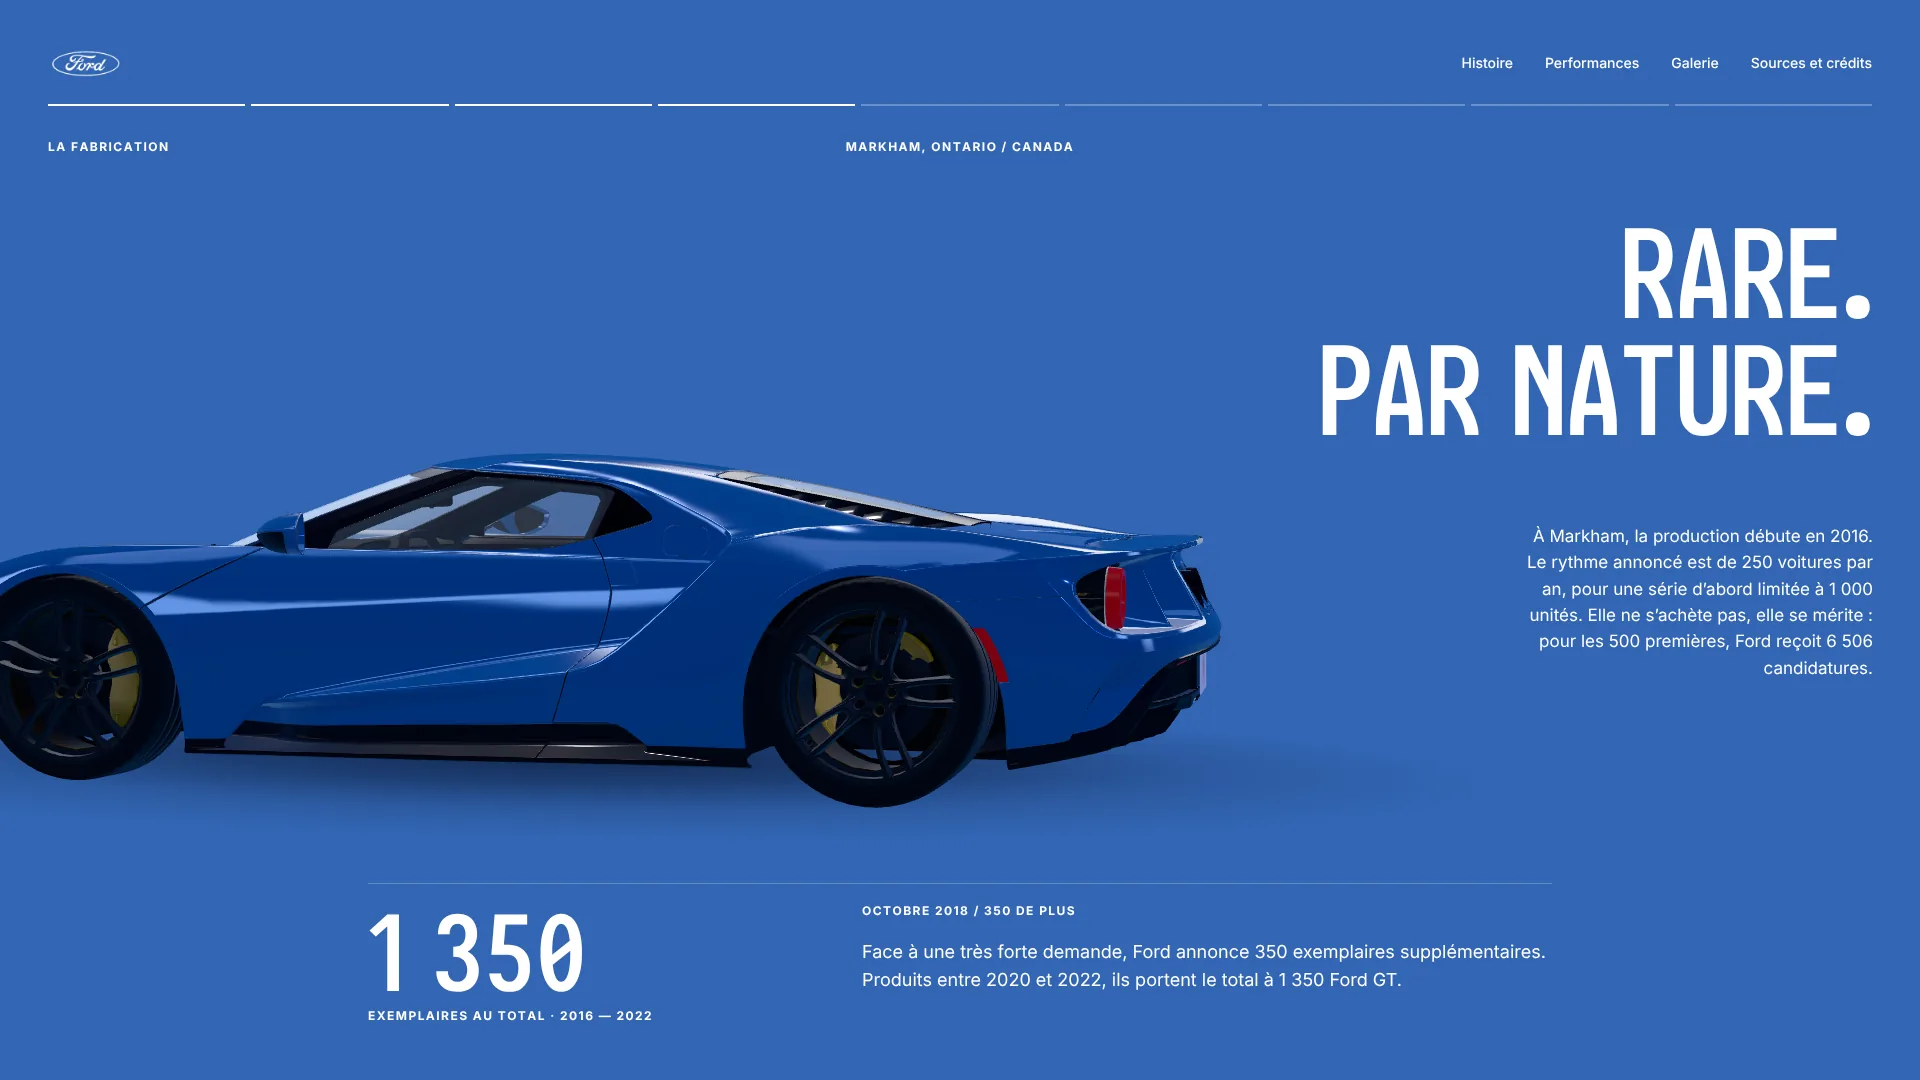 Ford
Histoire
Performances
Galerie
Sources et crédits
LA FABRICATION
MARKHAM, ONTARIO / CANADA
RARE.
PAR NATURE.
À Markham, la production débute en 2016.
Le rythme annoncé est de 250 voitures par
an, pour une série d’abord limitée à 1 000
unités. Elle ne s’achète pas, elle se mérite :
pour les 500 premières, Ford reçoit 6 506
candidatures.
1 350
EXEMPLAIRES AU TOTAL · 2016 — 2022
OCTOBRE 2018 / 350 DE PLUS
Face à une très forte demande, Ford annonce 350 exemplaires supplémentaires.
Produits entre 2020 et 2022, ils portent le total à 1 350 Ford GT.